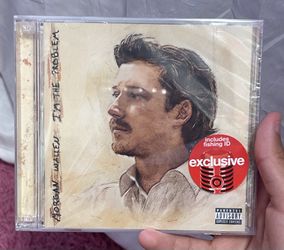 MORGAN WALLEN I'M THE PROBLEM
includes
fishing ID
exclusive
PARENTAL
ADVISORY
EXPLICIT CONTENT